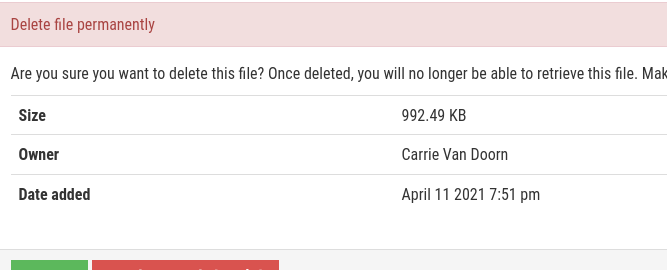 Delete file permanently
Are you sure you want to delete this file? Once deleted, you will no longer be able to retrieve this file. Mak
Size 992.49 KB
Owner Carrie Van Doorn
Date added April 11 2021 7:51 pm